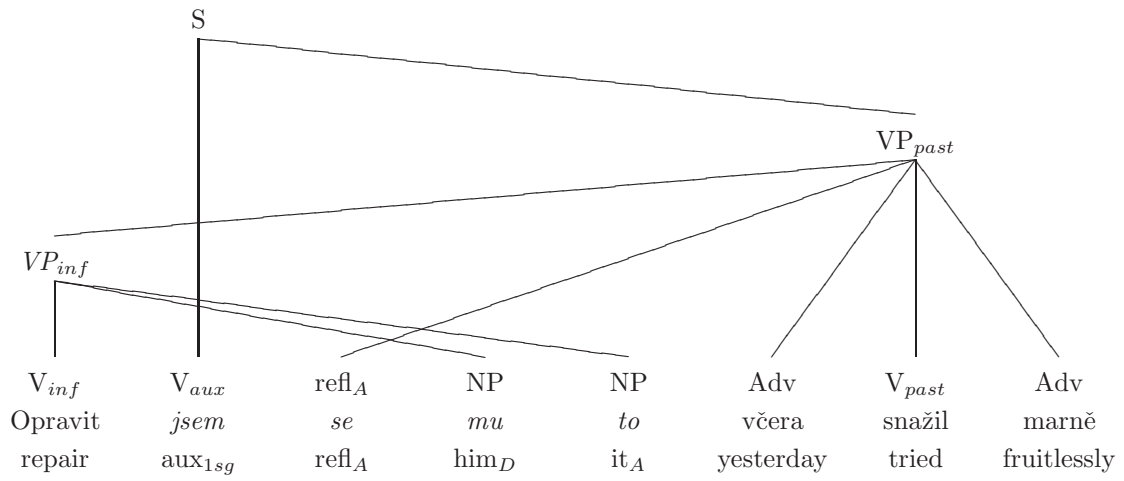 S
VP_past
VP_inf
V_inf V_aux refl_A NP NP Adv V_past Adv
Opravit jsem se mu to včera snažil marně
repair aux_1sg refl_A him_D it_A yesterday tried fruitlessly